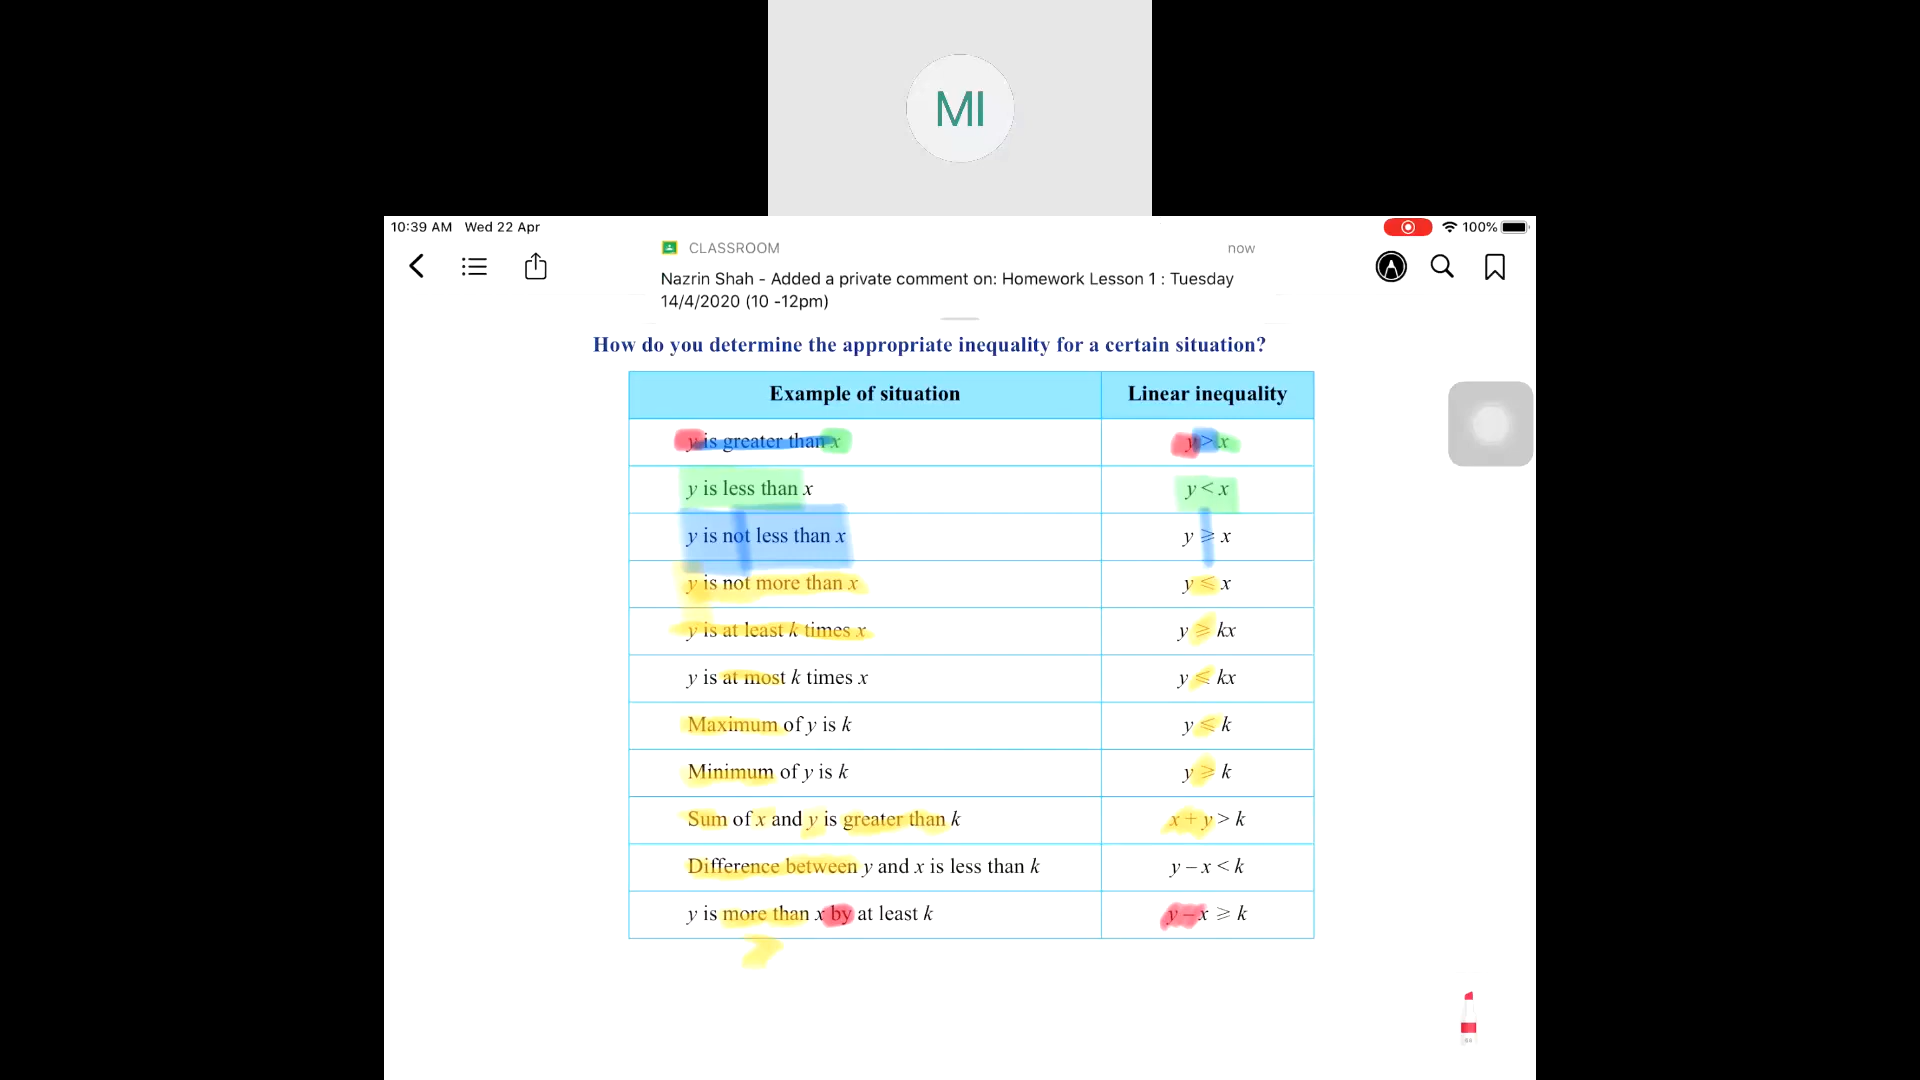 MI
10:39 AM Wed 22 Apr
100%
CLASSROOM now
Nazrin Shah - Added a private comment on: Homework Lesson 1 : Tuesday
14/4/2020 (10 -12pm)
How do you determine the appropriate inequality for a certain situation?
Example of situation Linear inequality
y is greater than x y > x
y is less than x y < x
y is not less than x y ⩾ x
y is not more than x y ⩽ x
y is at least k times x y ⩾ kx
y is at most k times x y ⩽ kx
Maximum of y is k y ⩽ k
Minimum of y is k y ⩾ k
Sum of x and y is greater than k x + y > k
Difference between y and x is less than k y – x < k
y is more than x by at least k y – x ⩾ k